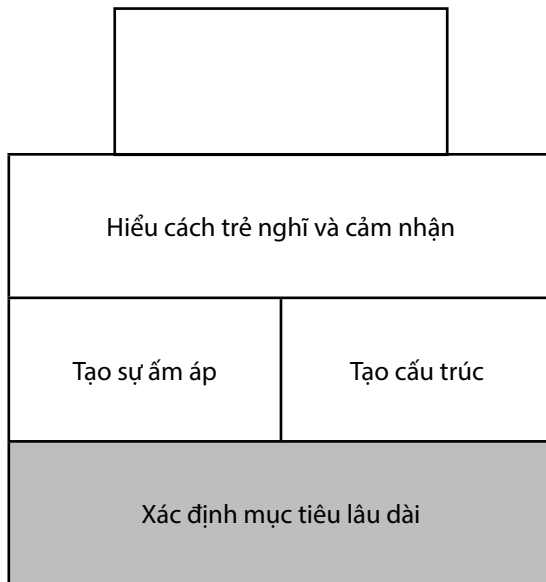 Hiểu cách trẻ nghĩ và cảm nhận
Tạo sự ấm áp
Tạo cấu trúc
Xác định mục tiêu lâu dài